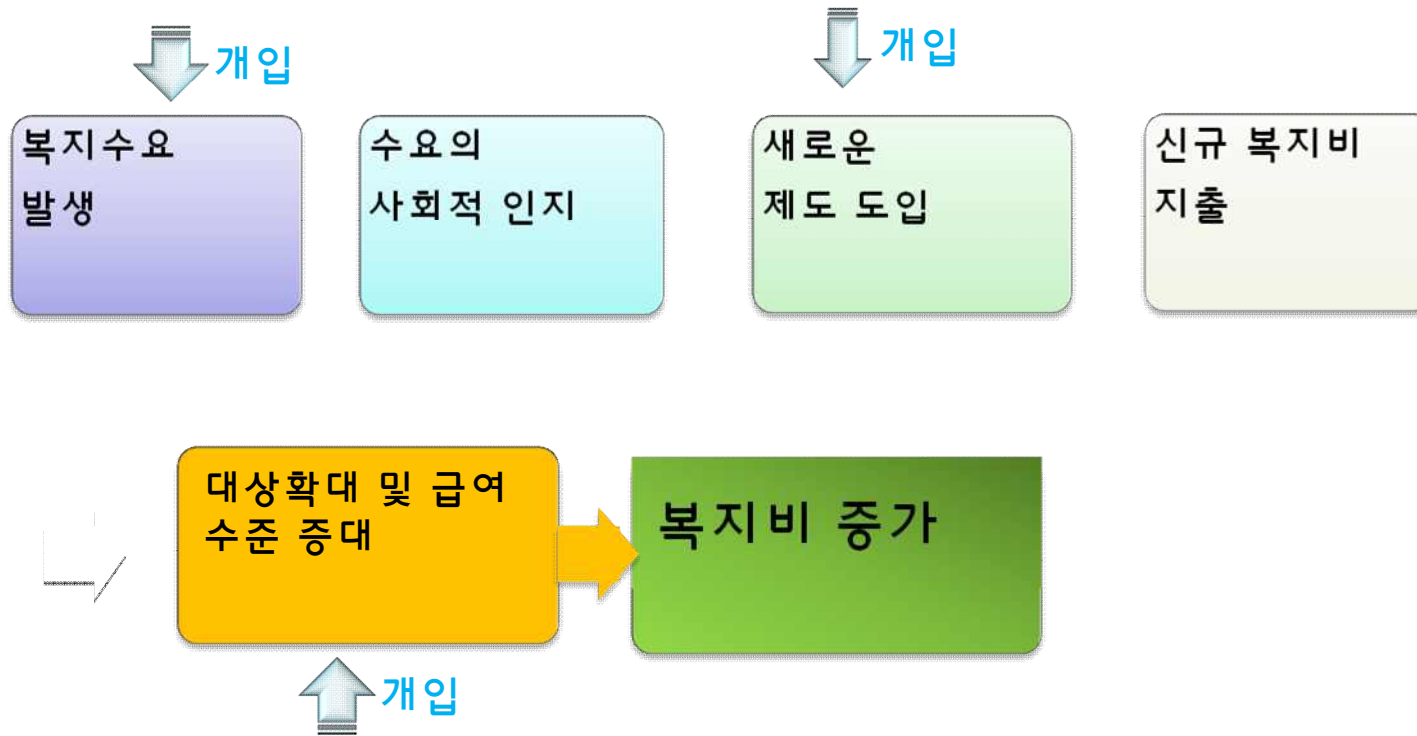 개입
개입
복지수요
발생
수요의
사회적 인지
새로운
제도 도입
신규 복지비
지출
대상확대 및 급여
수준 증대
복지비 증가
개입